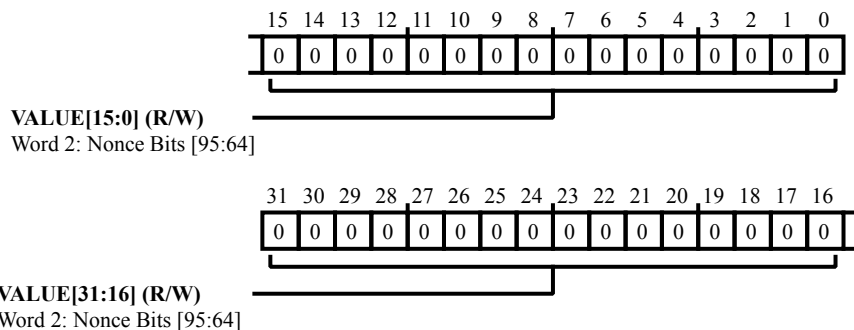 15 14 13 12 11 10 9 8 7 6 5 4 3 2 1 0
0 0 0 0 0 0 0 0 0 0 0 0 0 0 0 0
VALUE[15:0] (R/W)
Word 2: Nonce Bits [95:64]
31 30 29 28 27 26 25 24 23 22 21 20 19 18 17 16
0 0 0 0 0 0 0 0 0 0 0 0 0 0 0 0
VALUE[31:16] (R/W)
Word 2: Nonce Bits [95:64]